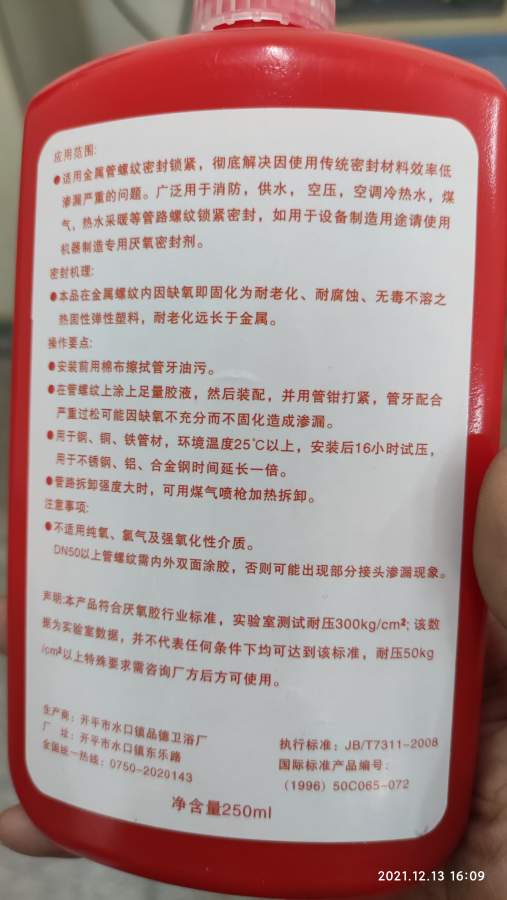 应用范围:
●适用金属管螺纹密封锁紧，彻底解决因使用传统密封材料效率低
渗漏严重的问题。广泛用于消防，供水，空压，空调冷热水，煤
气，热水采暖等管路螺纹锁紧密封，如用于设备制造用途请使用
机器制造专用厌氧密封剂。
密封机理:
●本品在金属螺纹内因缺氧即固化为耐老化、耐腐蚀、无毒不溶之
热固性弹性塑料，耐老化远长于金属。
操作要点:
●安装前用棉布擦拭管牙油污。
●在管螺纹上涂上足量胶液，然后装配，并用管钳打紧，管牙配合
严重过松可能因缺氧不充分而不固化造成渗漏。
●用于钢、铜、铁管材，环境温度25℃以上，安装后16小时试压，
用于不锈钢、铝、合金钢时间延长一倍。
●管路拆卸强度大时，可用煤气喷枪加热拆卸。
注意事项:
●不适用纯氧、氯气及强氧化性介质。
DN50以上管螺纹需内外双面涂胶，否则可能出现部分接头渗漏现象。
声明:本产品符合厌氧胶行业标准，实验室测试耐压300kg/cm²; 该数
据为实验室数据，并不代表任何条件下均可达到该标准，耐压50kg
/cm²以上特殊要求需咨询厂方后方可使用。
生产商: 开平市水口镇品德卫浴厂
厂 址: 开平市水口镇东乐路
全国统一热线: 0750-2020143
执行标准: JB/T7311-2008
国际标准产品编号:
(1996) 50C065-072
净含量250ml
2021.12.13 16:09